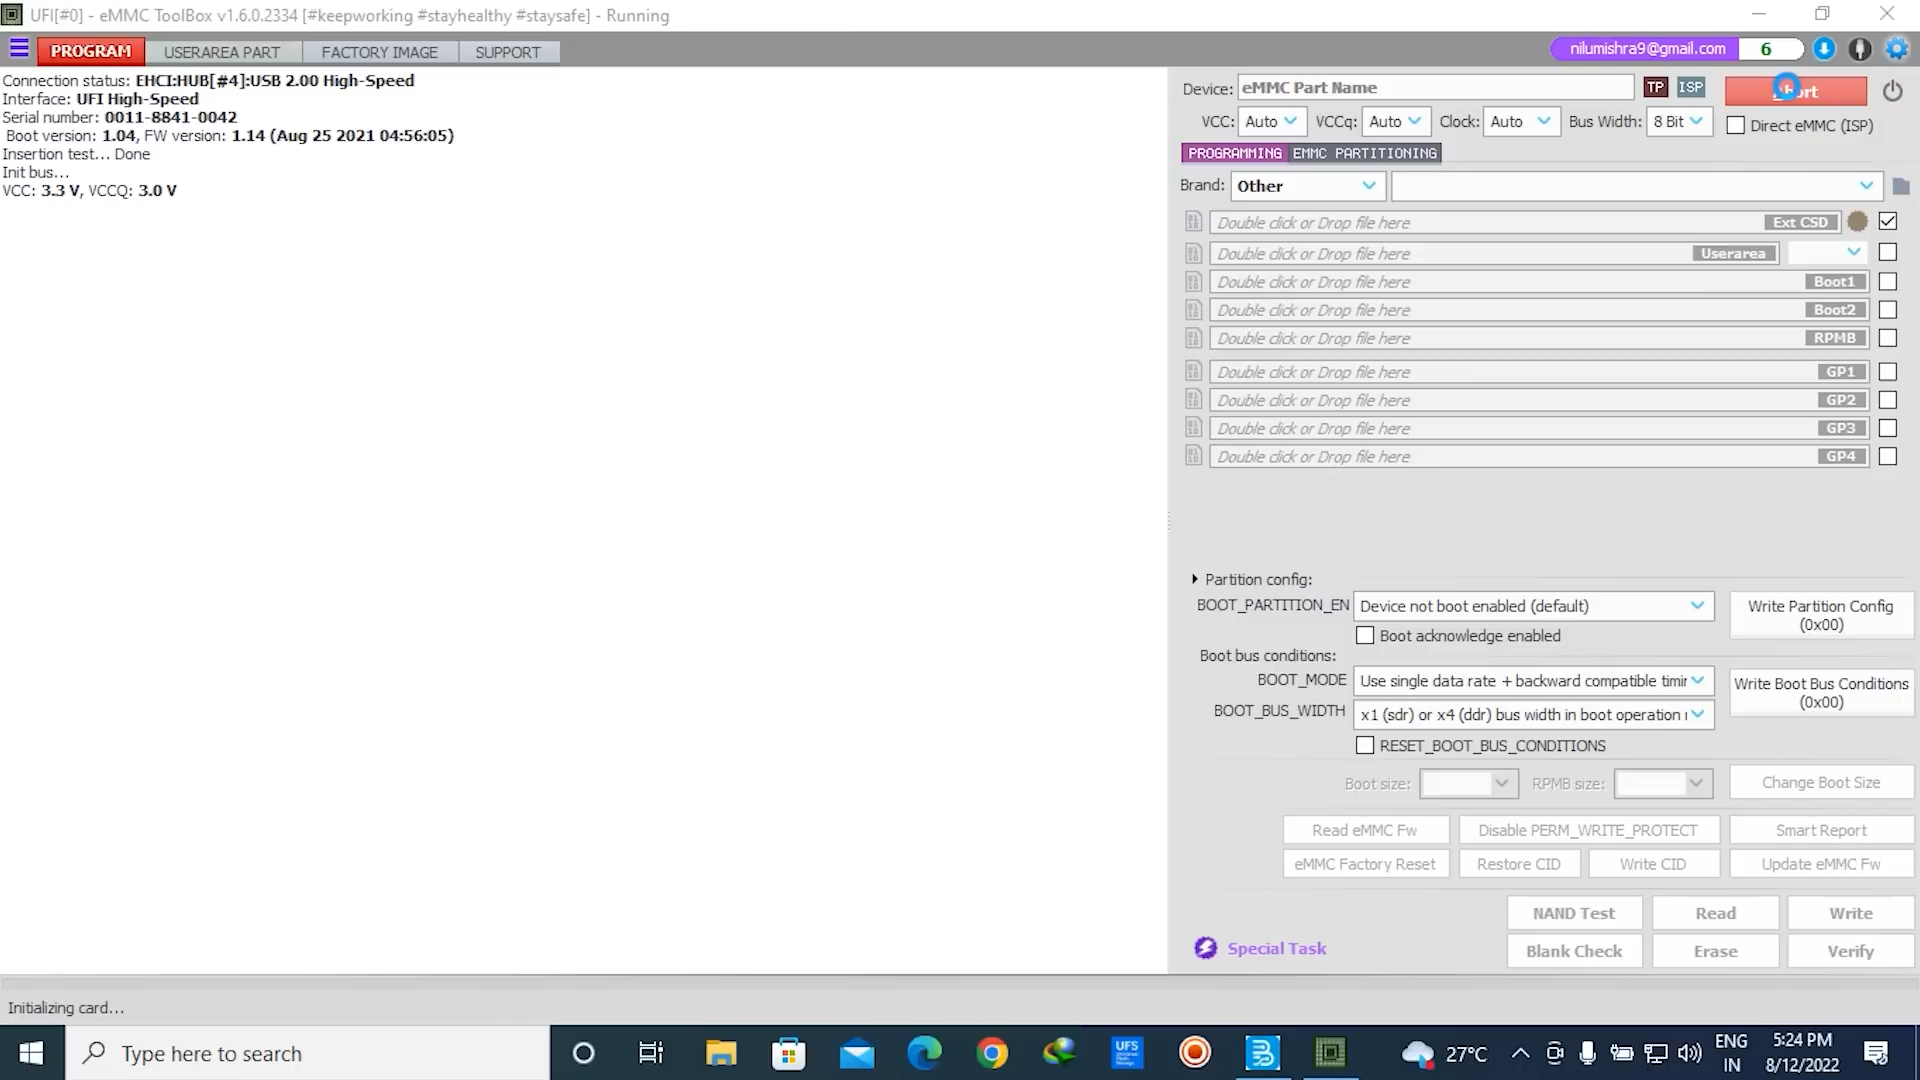 UFI[#0] - eMMC ToolBox v1.6.0.2334 [#keepworking #stayhealthy #staysafe] - Running
PROGRAM USERAREA PART FACTORY IMAGE SUPPORT
nilumishra9@gmail.com 6
Connection status: EHCI:HUB[#4]:USB 2.00 High-Speed
Interface: UFI High-Speed
Serial number: 0011-8841-0042
Boot version: 1.04, FW version: 1.14 (Aug 25 2021 04:56:05)
Insertion test... Done
Init bus...
VCC: 3.3 V, VCCQ: 3.0 V
Device: eMMC Part Name TP ISP
VCC: Auto VCCq: Auto Clock: Auto Bus Width: 8 Bit Direct eMMC (ISP)
PROGRAMMING EMMC PARTITIONING
Brand: Other
Double click or Drop file here Ext CSD
Double click or Drop file here Userarea
Double click or Drop file here Boot1
Double click or Drop file here Boot2
Double click or Drop file here RPMB
Double click or Drop file here GP1
Double click or Drop file here GP2
Double click or Drop file here GP3
Double click or Drop file here GP4
Partition config:
BOOT_PARTITION_EN Device not boot enabled (default) Write Partition Config
(0x00)
Boot acknowledge enabled
Boot bus conditions:
BOOT_MODE Use single data rate + backward compatible Write Boot Bus Conditions
(0x00)
BOOT_BUS_WIDTH x1 (sdr) or x4 (ddr) bus width in boot operation
RESET_BOOT_BUS_CONDITIONS
Boot size: RPMB size: Change Boot Size
Read eMMC Fw Disable PERM_WRITE_PROTECT Smart Report
eMMC Factory Reset Restore CID Write CID Update eMMC Fw
NAND Test Read Write
Special Task
Blank Check Erase Verify
Initializing card...
Type here to search
UFS
27°C
ENG
IN
5:24 PM
8/12/2022